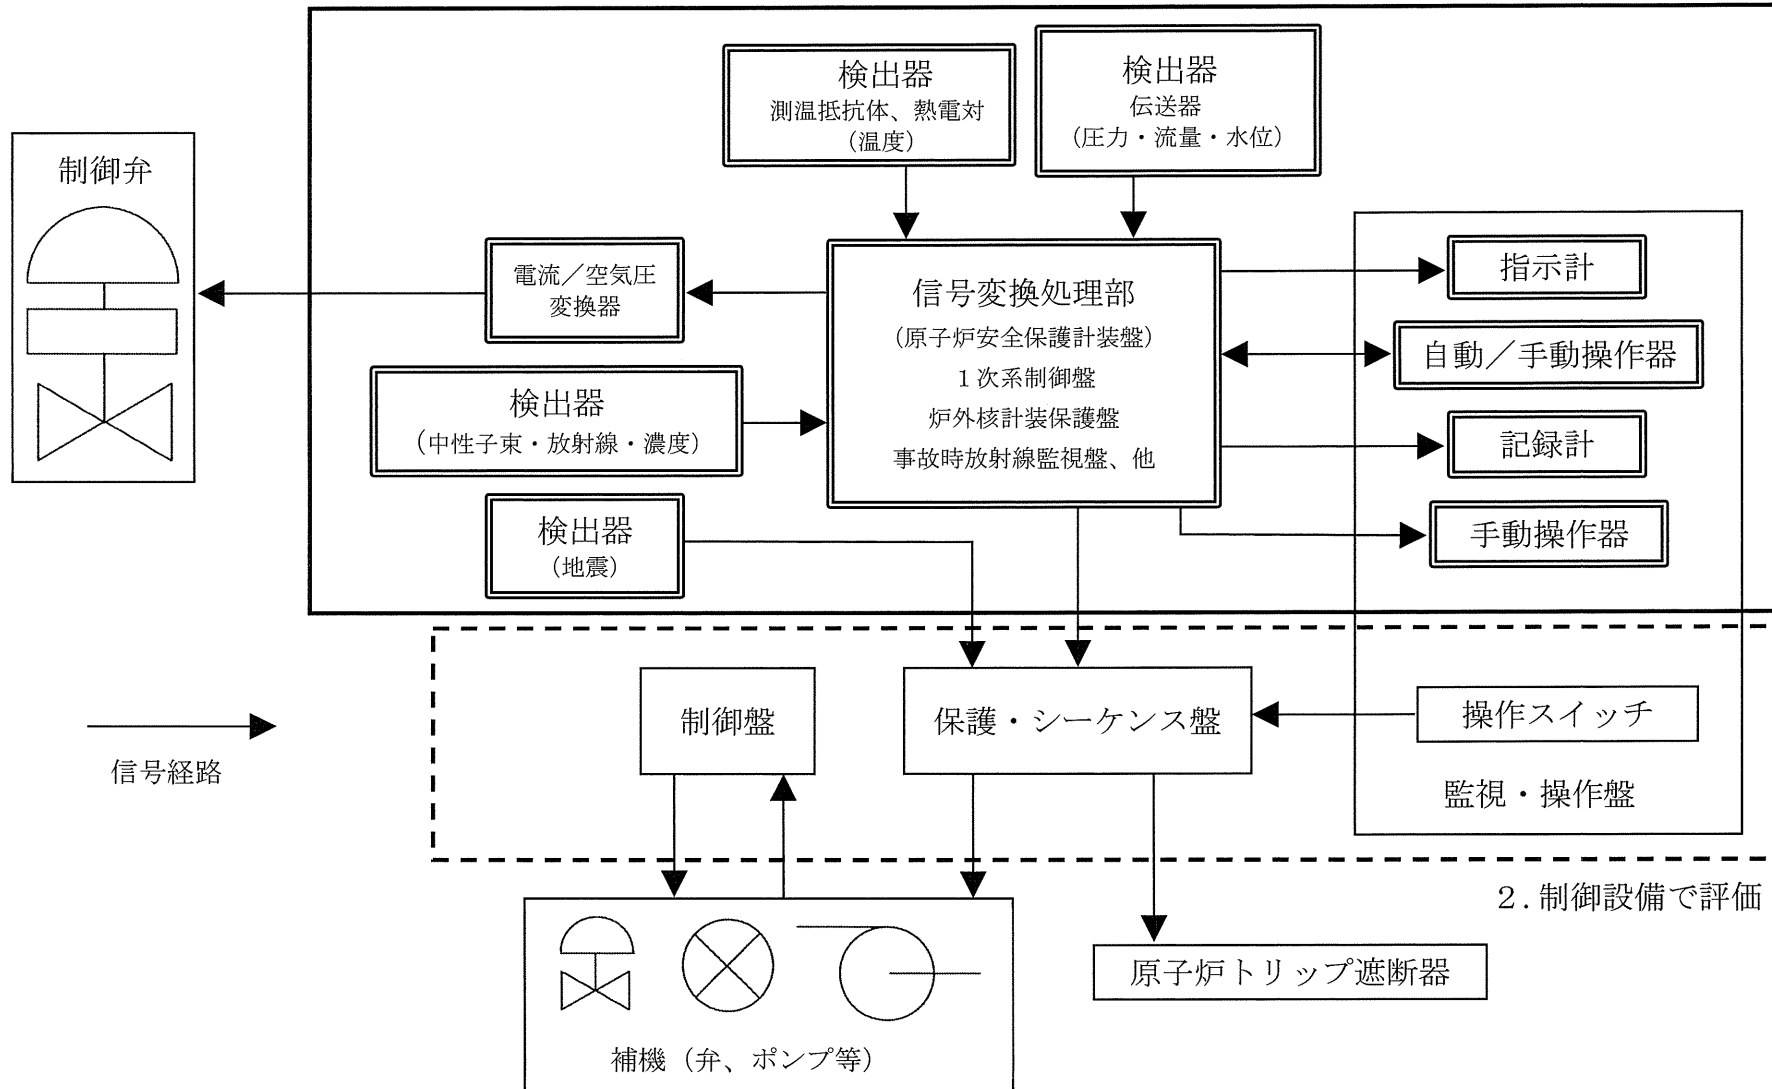 検出器
測温抵抗体、熱電対
(温度)
検出器
伝送器
(圧力・流量・水位)
制御弁
電流／空気圧
変換器
信号変換処理部
(原子炉安全保護計装盤)
１次系制御盤
炉外核計装保護盤
事故時放射線監視盤、他
指示計
自動／手動操作器
記録計
手動操作器
検出器
(中性子束・放射線・濃度)
検出器
(地震)
制御盤
保護・シーケンス盤
操作スイッチ
監視・操作盤
信号経路
２.制御設備で評価
原子炉トリップ遮断器
補機（弁、ポンプ等）